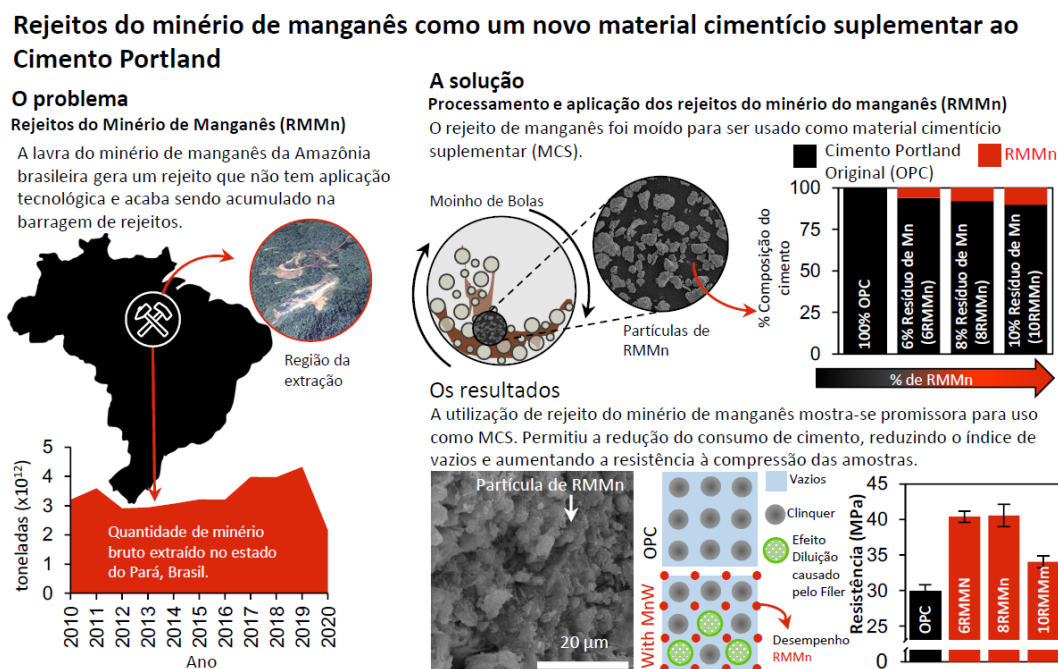 Rejeitos do minério de manganês como um novo material cimentício suplementar ao
Cimento Portland
O problema
Rejeitos do Minério de Manganês (RMMn)
A lavra do minério de manganês da Amazônia
brasileira gera um rejeito que não tem aplicação
tecnológica e acaba sendo acumulado na
barragem de rejeitos.
Região da
extração
toneladas (x10¹²)
5
4
3
2
1
0
Quantidade de minério
bruto extraído no estado
do Pará, Brasil.
2010
2011
2012
2013
2014
2015
2016
2017
2018
2019
2020
Ano
A solução
Processamento e aplicação dos rejeitos do minério do manganês (RMMn)
O rejeito de manganês foi moído para ser usado como material cimentício
suplementar (MCS).
Moinho de Bolas
Partículas de
RMMn
Cimento Portland
Original (OPC)
RMMn
% Composição do
cimento
100
75
50
25
0
100% OPC
6% Resíduo de Mn
(6RMMn)
8% Resíduo de Mn
(8RMMn)
10% Resíduo de Mn
(10RMMn)
% de RMMn
Os resultados
A utilização de rejeito do minério de manganês mostra-se promissora para uso
como MCS. Permitiu a redução do consumo de cimento, reduzindo o índice de
vazios e aumentando a resistência à compressão das amostras.
Partícula de RMMn
20 µm
OPC
With MnW
Vazios
Clinquer
Efeito
Diluição
causado
pelo Fíler
Desempenho
RMMn
Resistência (MPa)
45
40
35
30
25
0
OPC
6RMMN
8RMMn
10RMMm